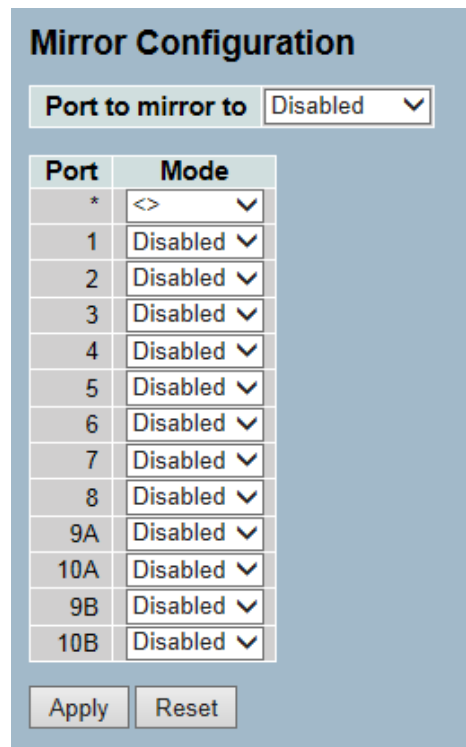 Mirror Configuration
Port to mirror to Disabled
Port Mode
* <>
1 Disabled
2 Disabled
3 Disabled
4 Disabled
5 Disabled
6 Disabled
7 Disabled
8 Disabled
9A Disabled
10A Disabled
9B Disabled
10B Disabled
Apply Reset